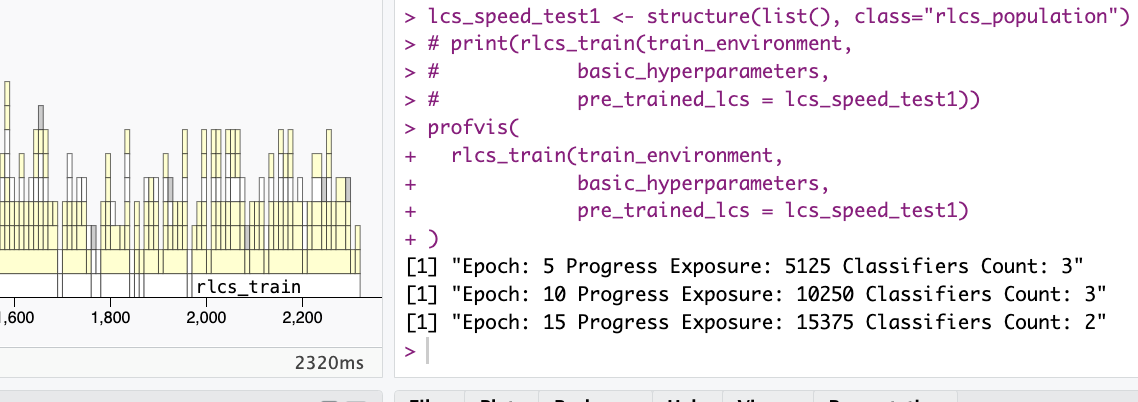 > lcs_speed_test1 <- structure(list(), class="rlcs_population")
> # print(rlcs_train(train_environment,
> #            basic_hyperparameters,
> #            pre_trained_lcs = lcs_speed_test1))
> profvis(
+   rlcs_train(train_environment,
+              basic_hyperparameters,
+              pre_trained_lcs = lcs_speed_test1)
+ )
[1] "Epoch: 5 Progress Exposure: 5125 Classifiers Count: 3"
[1] "Epoch: 10 Progress Exposure: 10250 Classifiers Count: 3"
[1] "Epoch: 15 Progress Exposure: 15375 Classifiers Count: 2"
>
rlcs_train
1,600 1,800 2,000 2,200
2320ms